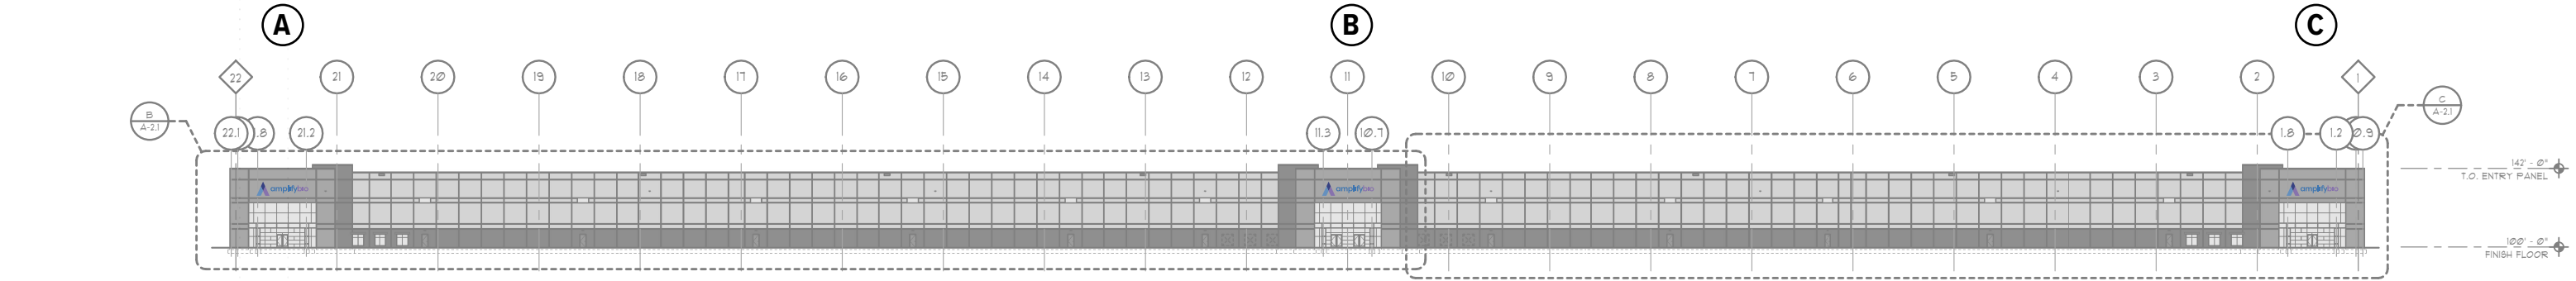 A B C
22 21 20 19 18 17 16 15 14 13 12 11 10 9 8 7 6 5 4 3 2 1
B
A-2.1
C
A-2.1
22.1 .8 21.2 11.3 10.7 1.8 1.2 0.9
142' - 0"
T.O. ENTRY PANEL
amplifybio amplifybio amplifybio
100' - 0"
FINISH FLOOR